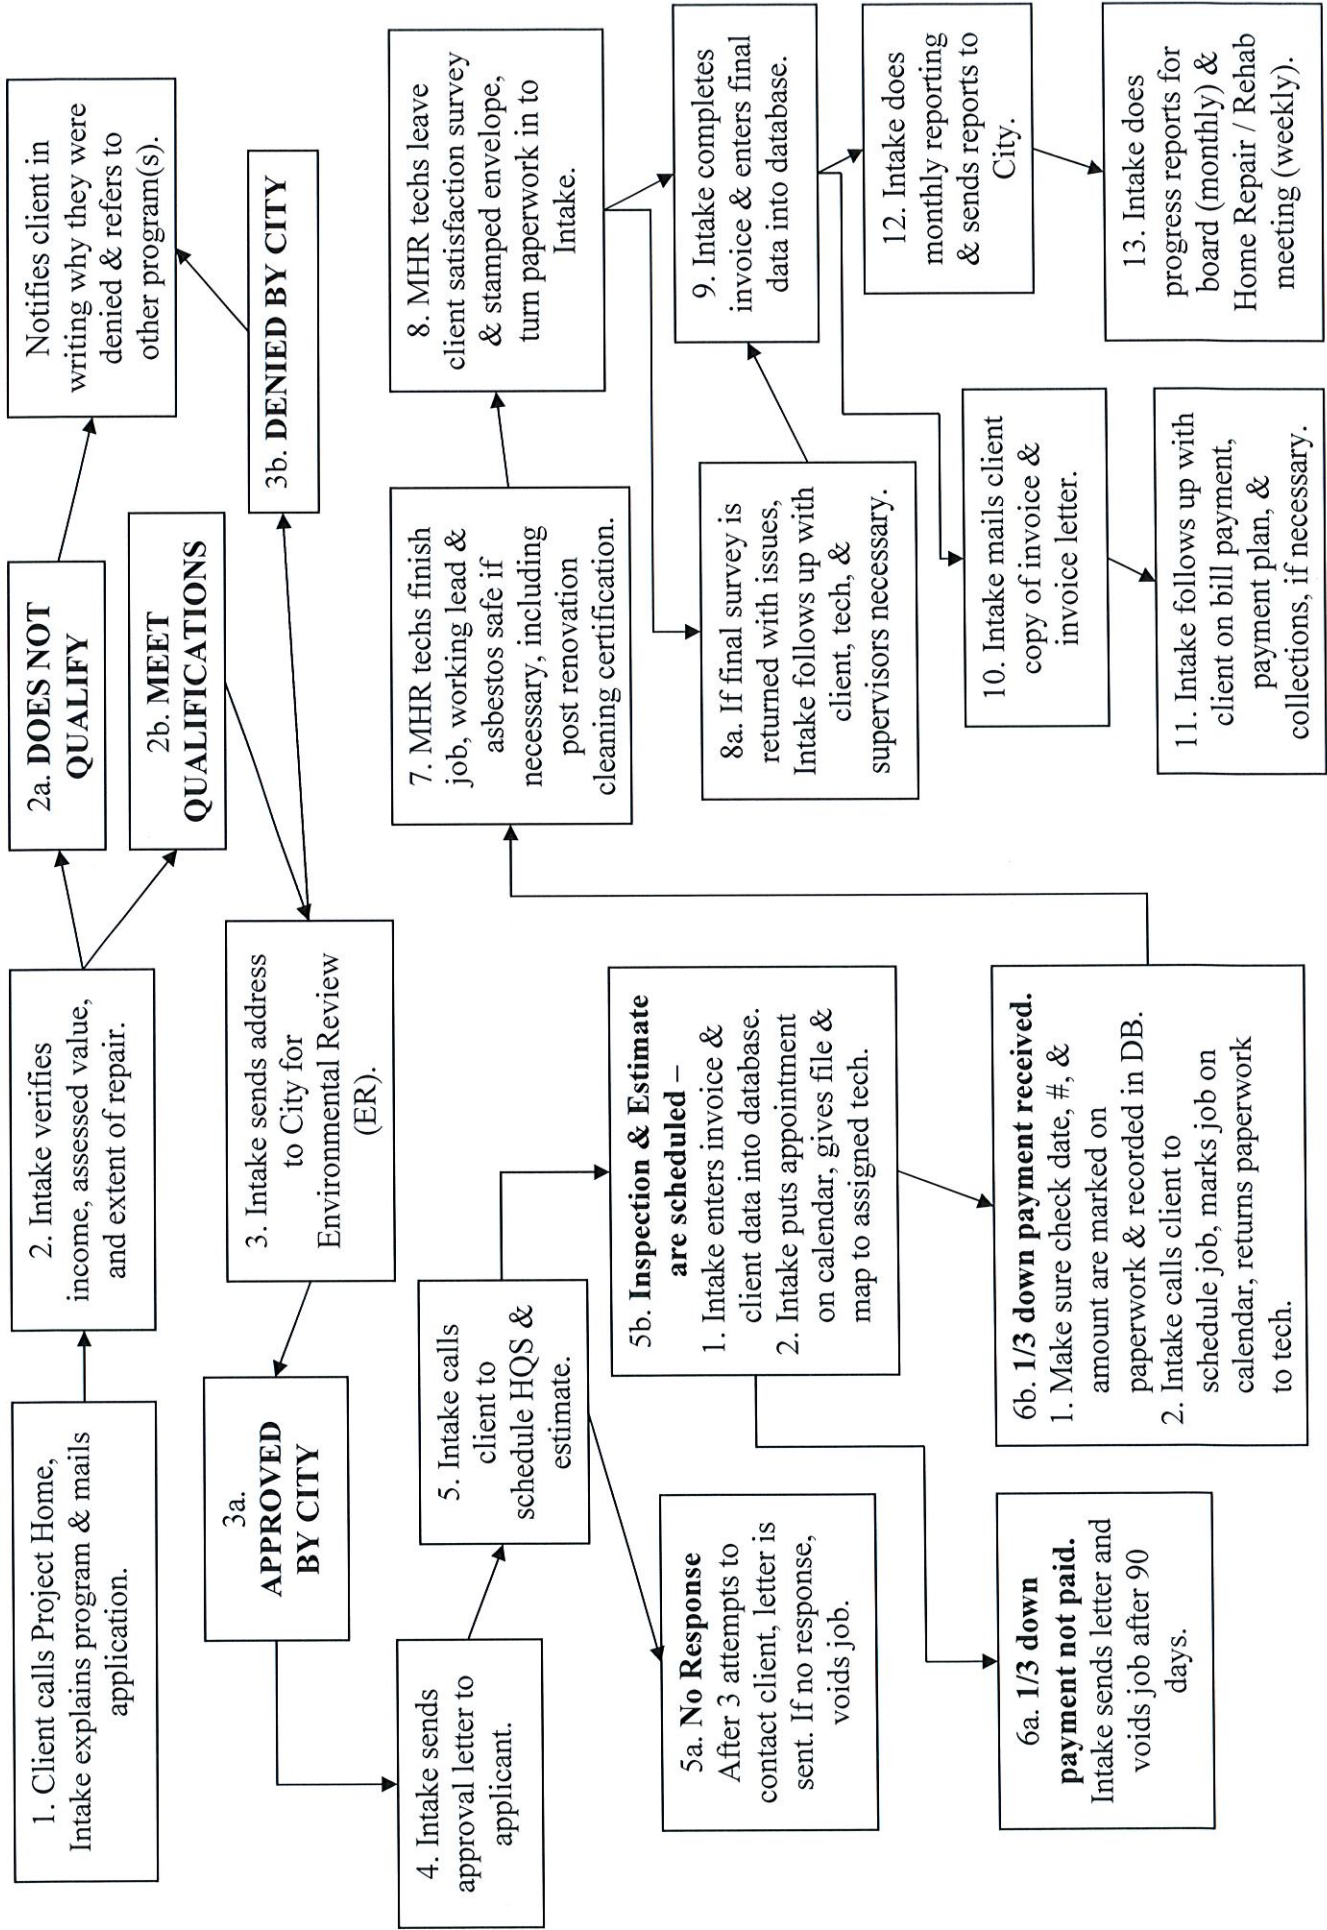 1. Client calls Project Home,
Intake explains program & mails
application.
2. Intake verifies
income, assessed value,
and extent of repair.
2a. DOES NOT
QUALIFY
Notifies client in
writing why they were
denied & refers to
other program(s).
2b. MEET
QUALIFICATIONS
3. Intake sends address
to City for
Environmental Review
(ER).
3a.
APPROVED
BY CITY
3b. DENIED BY CITY
4. Intake sends
approval letter to
applicant.
5. Intake calls
client to
schedule HQS &
estimate.
5a. No Response
After 3 attempts to
contact client, letter is
sent. If no response,
voids job.
5b. Inspection & Estimate
are scheduled –
1. Intake enters invoice &
client data into database.
2. Intake puts appointment
on calendar, gives file &
map to assigned tech.
6a. 1/3 down
payment not paid.
Intake sends letter and
voids job after 90
days.
6b. 1/3 down payment received.
1. Make sure check date, #, &
amount are marked on
paperwork & recorded in DB.
2. Intake calls client to
schedule job, marks job on
calendar, returns paperwork
to tech.
7. MHR techs finish
job, working lead &
asbestos safe if
necessary, including
post renovation
cleaning certification.
8. MHR techs leave
client satisfaction survey
& stamped envelope,
turn paperwork in to
Intake.
8a. If final survey is
returned with issues,
Intake follows up with
client, tech, &
supervisors necessary.
9. Intake completes
invoice & enters final
data into database.
10. Intake mails client
copy of invoice &
invoice letter.
11. Intake follows up with
client on bill payment,
payment plan, &
collections, if necessary.
12. Intake does
monthly reporting
& sends reports to
City.
13. Intake does
progress reports for
board (monthly) &
Home Repair / Rehab
meeting (weekly).